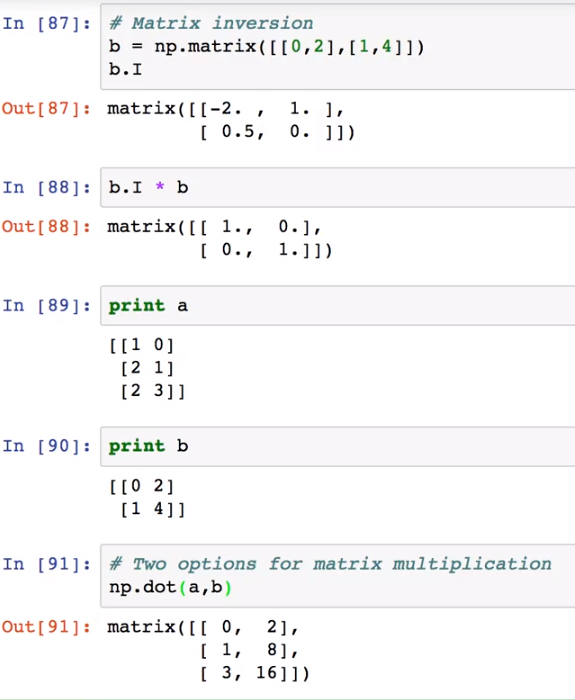 In [87]: # Matrix inversion
b = np.matrix([[0,2],[1,4]])
b.I
Out[87]: matrix([[-2. ,  1. ],
        [ 0.5,  0. ]])
In [88]: b.I * b
Out[88]: matrix([[ 1.,  0.],
        [ 0.,  1.]])
In [89]: print a
[[1 0]
 [2 1]
 [2 3]]
In [90]: print b
[[0 2]
 [1 4]]
In [91]: # Two options for matrix multiplication
np.dot(a,b)
Out[91]: matrix([[ 0,  2],
        [ 1,  8],
        [ 3, 16]])